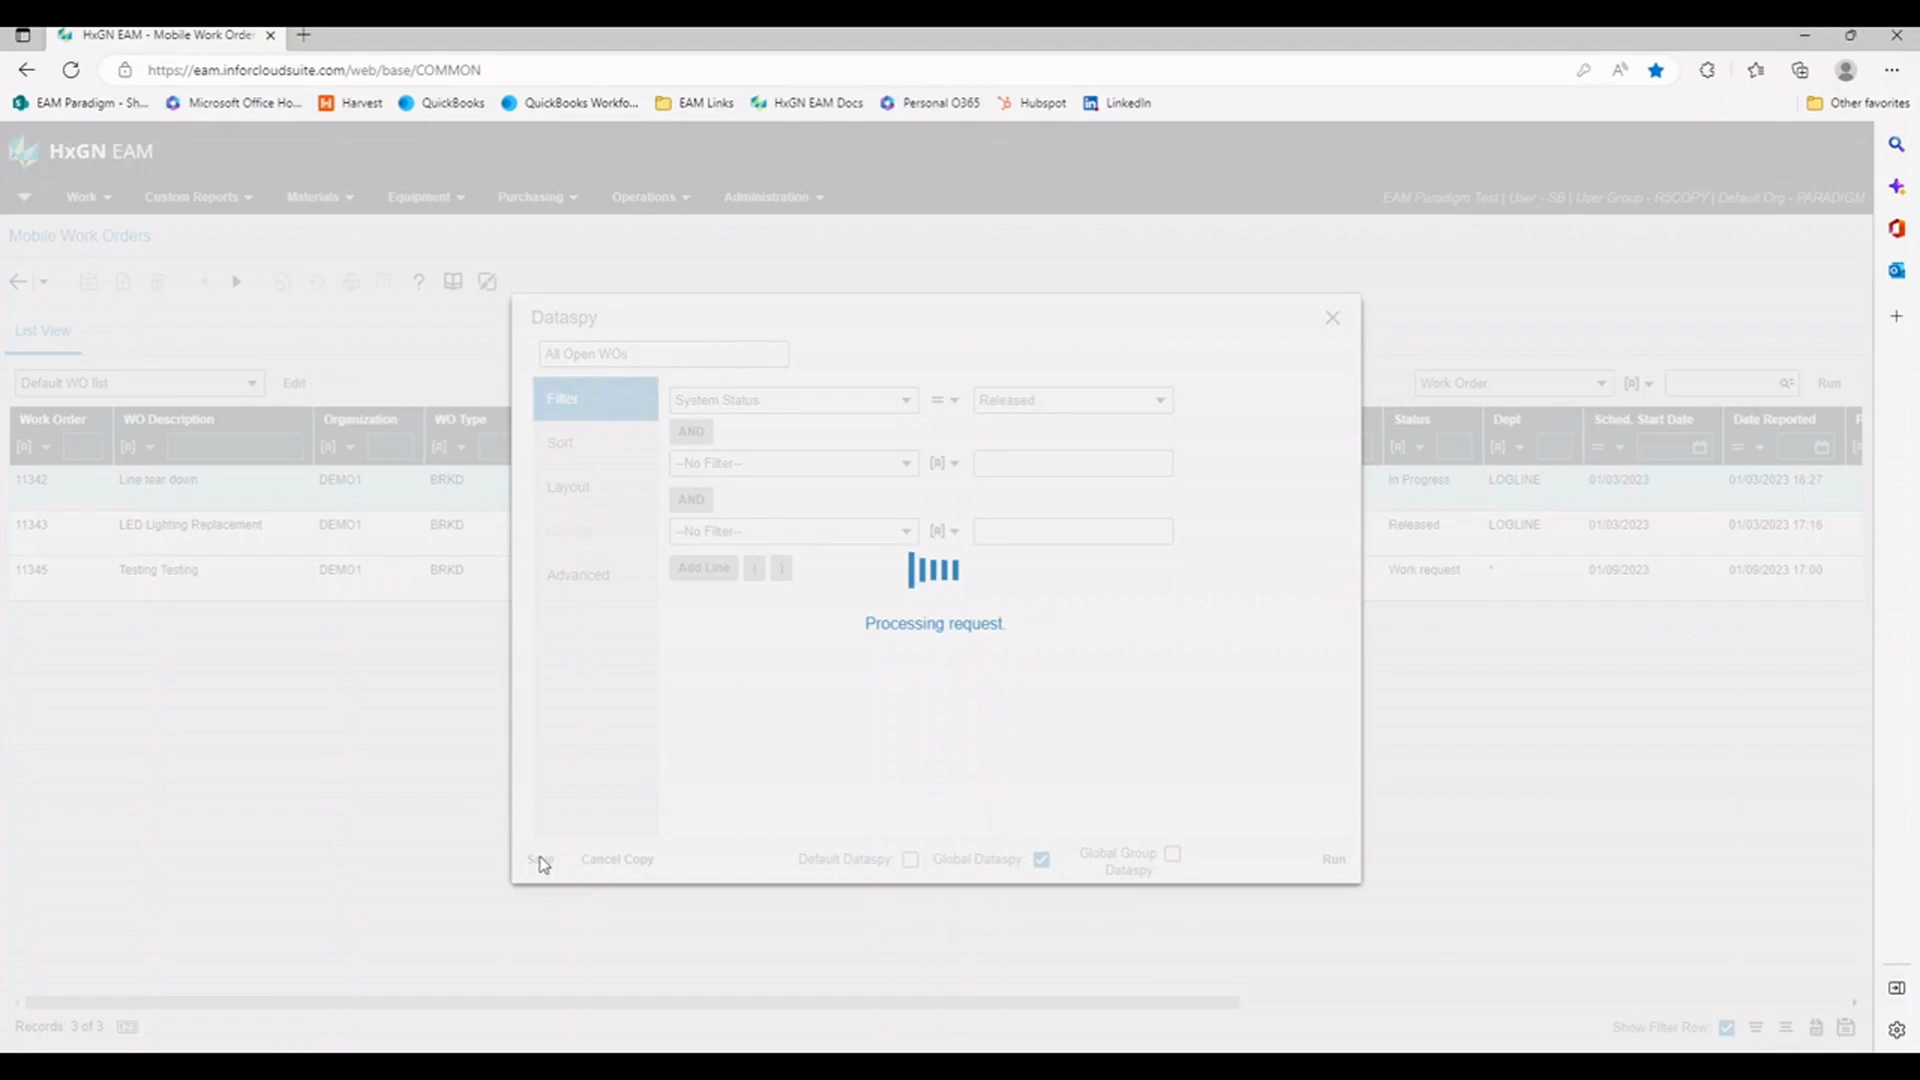 HxGN EAM - Mobile Work Order
https://eam.inforcloudsuite.com/web/base/COMMON
EAM Paradigm - Sh... Microsoft Office Ho... Harvest QuickBooks QuickBooks Workfo... EAM Links HxGN EAM Docs Personal O365 Hubspot LinkedIn Other favorites
HxGN EAM
Work Custom Reports Materials Equipment Purchasing Operations Administration EAM Paradigm Test | User - SB | User Group - R5COPY | Default Org - PARADIGM
Mobile Work Orders
List View
Default WO list Edit Work Order [A] Run
Work Order WO Description Organization WO Type Status Dept Sched. Start Date Date Reported
[A] [A] [A] [A] [A] [A] = =
11342 Line tear down DEMO1 BRKD In Progress LOGLINE 01/03/2023 01/03/2023 16:27
11343 LED Lighting Replacement DEMO1 BRKD Released LOGLINE 01/03/2023 01/03/2023 17:16
11345 Testing Testing DEMO1 BRKD Work request * 01/09/2023 01/09/2023 17:00
Dataspy
All Open WOs
Filter
Sort
Layout
Groups
Advanced
System Status = Released
AND
--No Filter-- [A]
AND
--No Filter-- [A]
Add Line ( )
Processing request.
Save Cancel Copy Default Dataspy: Global Dataspy: Global Group Dataspy: Run
Records: 3 of 3 123 Show Filter Row: